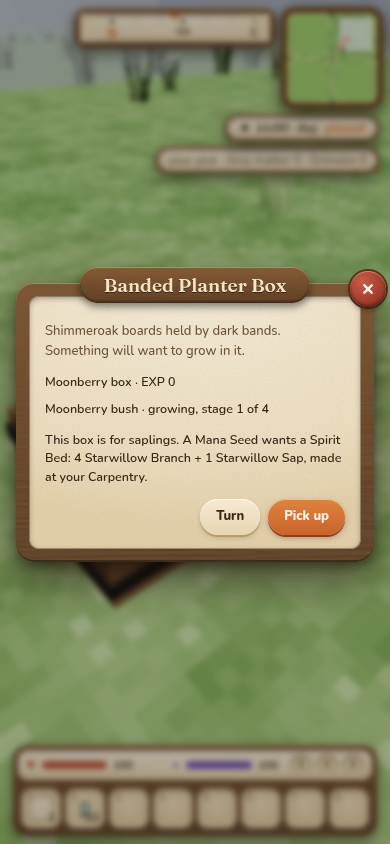 Banded Planter Box
Shimmeroak boards held by dark bands.
Something will want to grow in it.
Moonberry box · EXP 0
Moonberry bush · growing, stage 1 of 4
This box is for saplings. A Mana Seed wants a Spirit
Bed: 4 Starwillow Branch + 1 Starwillow Sap, made
at your Carpentry.
Turn
Pick up